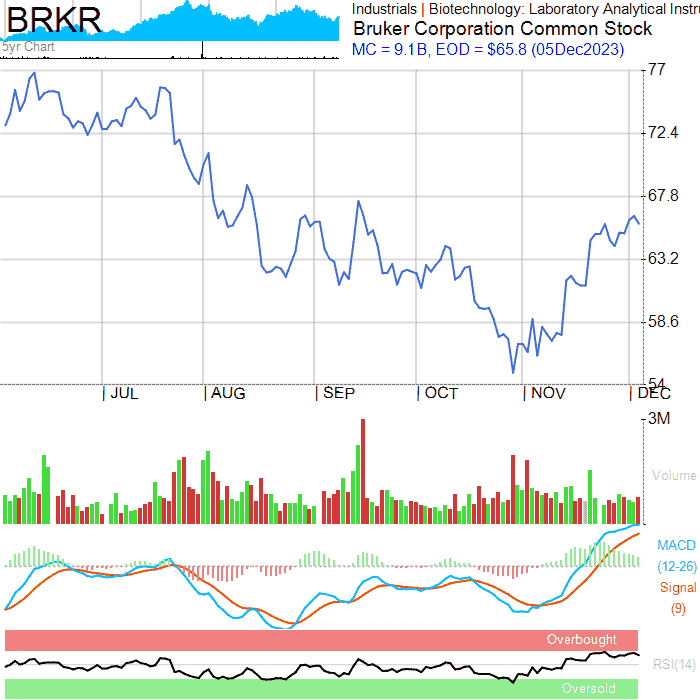 BRKR
5yr Chart
Industrials | Biotechnology: Laboratory Analytical Instru
Bruker Corporation Common Stock
MC = 9.1B, EOD = $65.8 (05Dec2023)
77
72.4
67.8
63.2
58.6
54
| JUL | AUG | SEP | OCT | NOV | DEC
3M
Volume
MACD
(12-26)
Signal
(9)
Overbought
RSI(14)
Oversold